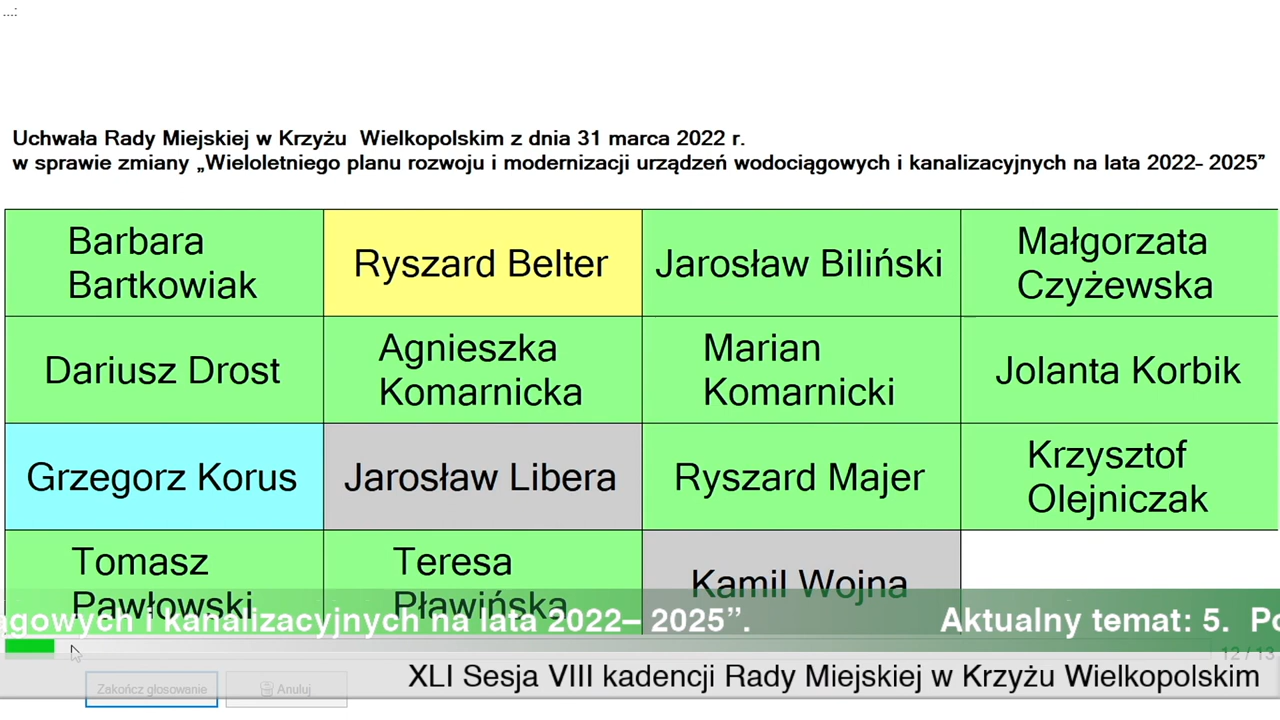 ...:
Uchwała Rady Miejskiej w Krzyżu Wielkopolskim z dnia 31 marca 2022 r.
w sprawie zmiany „Wieloletniego planu rozwoju i modernizacji urządzeń wodociągowych i kanalizacyjnych na lata 2022- 2025”
Barbara
Bartkowiak
Ryszard Belter
Jarosław Biliński
Małgorzata
Czyżewska
Dariusz Drost
Agnieszka
Komarnicka
Marian
Komarnicki
Jolanta Korbik
Grzegorz Korus
Jarosław Libera
Ryszard Majer
Krzysztof
Olejniczak
Tomasz
Pawłowski
Teresa
Pławińska
Kamil Wojna
ągowych i kanalizacyjnych na lata 2022– 2025”. Aktualny temat: 5. Po
12 / 13
Zakończ głosowanie
Anuluj
XLI Sesja VIII kadencji Rady Miejskiej w Krzyżu Wielkopolskim